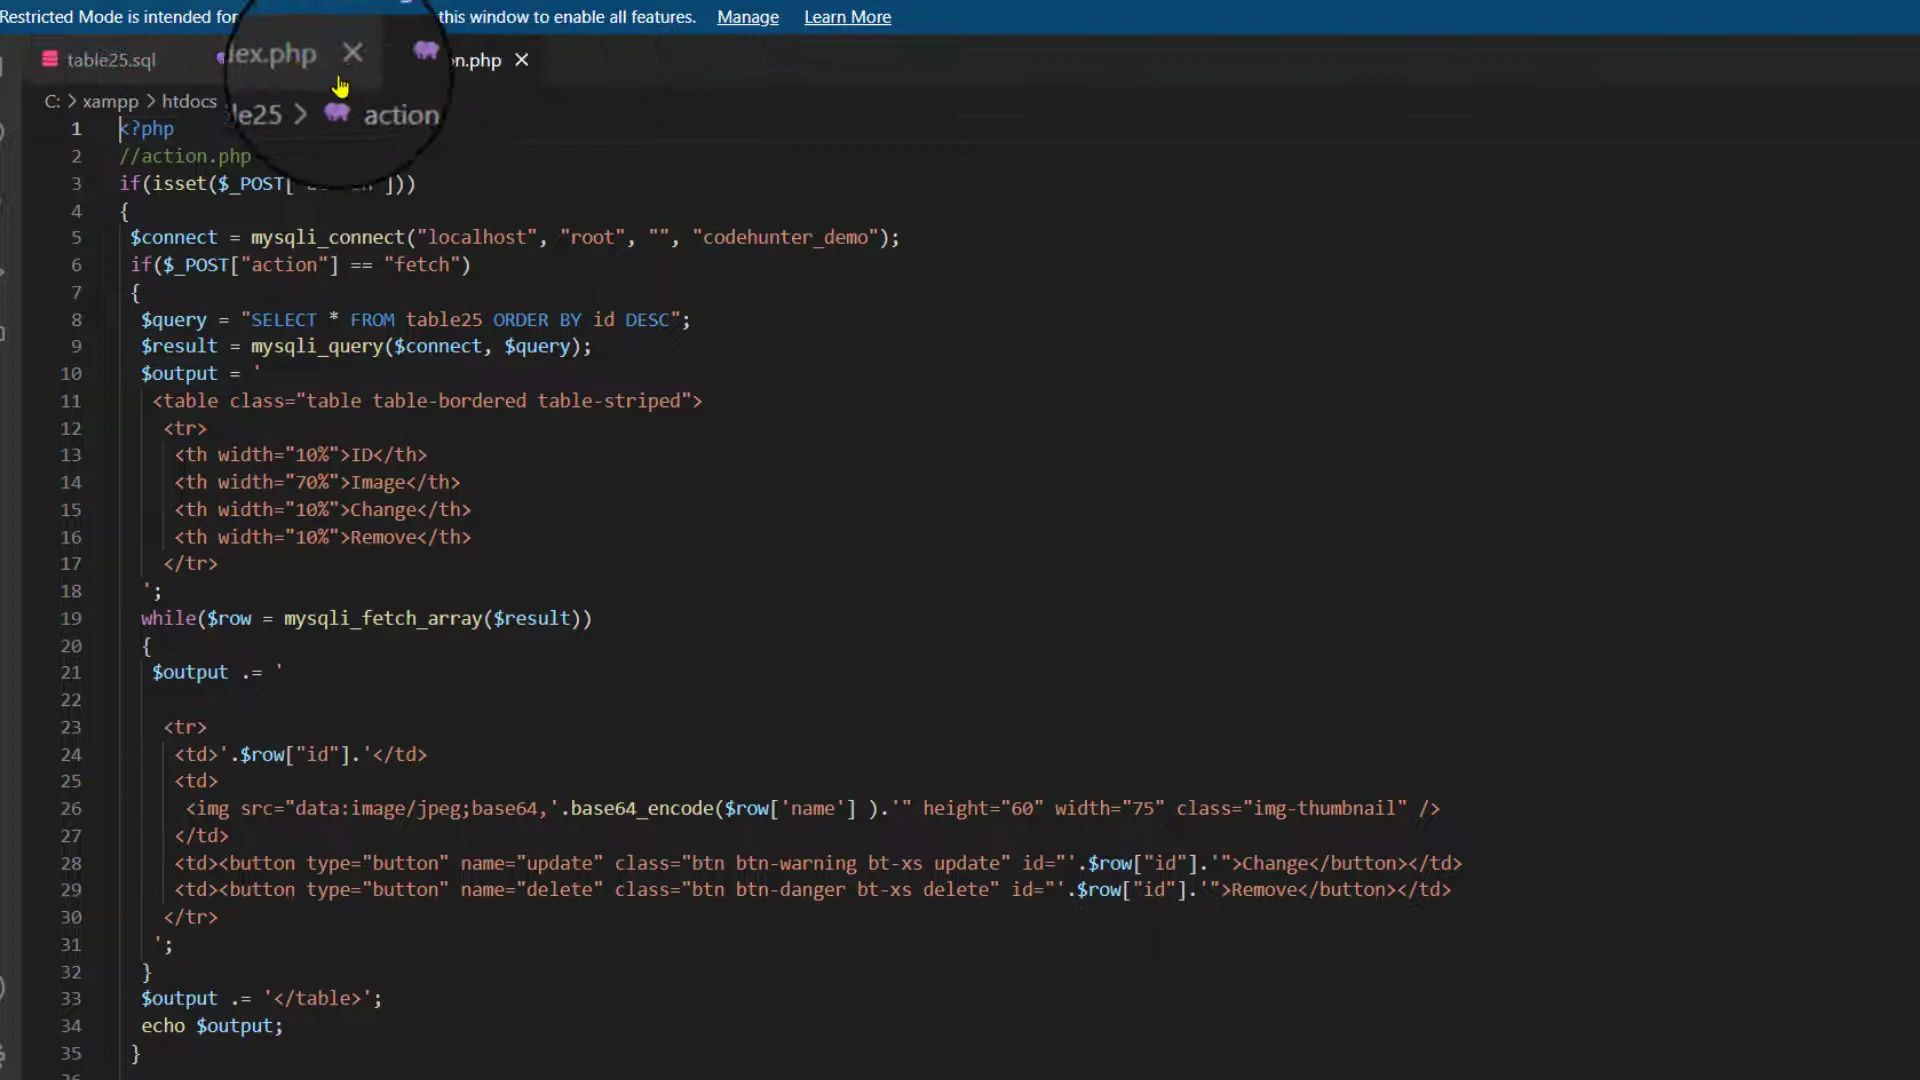 Restricted Mode is intended for this window to enable all features. Manage Learn More
table25.sql dex.php on.php
C: > xampp > htdocs le25 > action
1 <?php
2 //action.php
3 if(isset($_POST[ ]))
4 {
5 $connect = mysqli_connect("localhost", "root", "", "codehunter_demo");
6 if($_POST["action"] == "fetch")
7 {
8 $query = "SELECT * FROM table25 ORDER BY id DESC";
9 $result = mysqli_query($connect, $query);
10 $output = '
11 <table class="table table-bordered table-striped">
12 <tr>
13 <th width="10%">ID</th>
14 <th width="70%">Image</th>
15 <th width="10%">Change</th>
16 <th width="10%">Remove</th>
17 </tr>
18 ';
19 while($row = mysqli_fetch_array($result))
20 {
21 $output .= '
22
23 <tr>
24 <td>'.$row["id"].'</td>
25 <td>
26 <img src="data:image/jpeg;base64,'.base64_encode($row['name'] ).'" height="60" width="75" class="img-thumbnail" />
27 </td>
28 <td><button type="button" name="update" class="btn btn-warning bt-xs update" id="'.$row["id"].'">Change</button></td>
29 <td><button type="button" name="delete" class="btn btn-danger bt-xs delete" id="'.$row["id"].'">Remove</button></td>
30 </tr>
31 ';
32 }
33 $output .= '</table>';
34 echo $output;
35 }